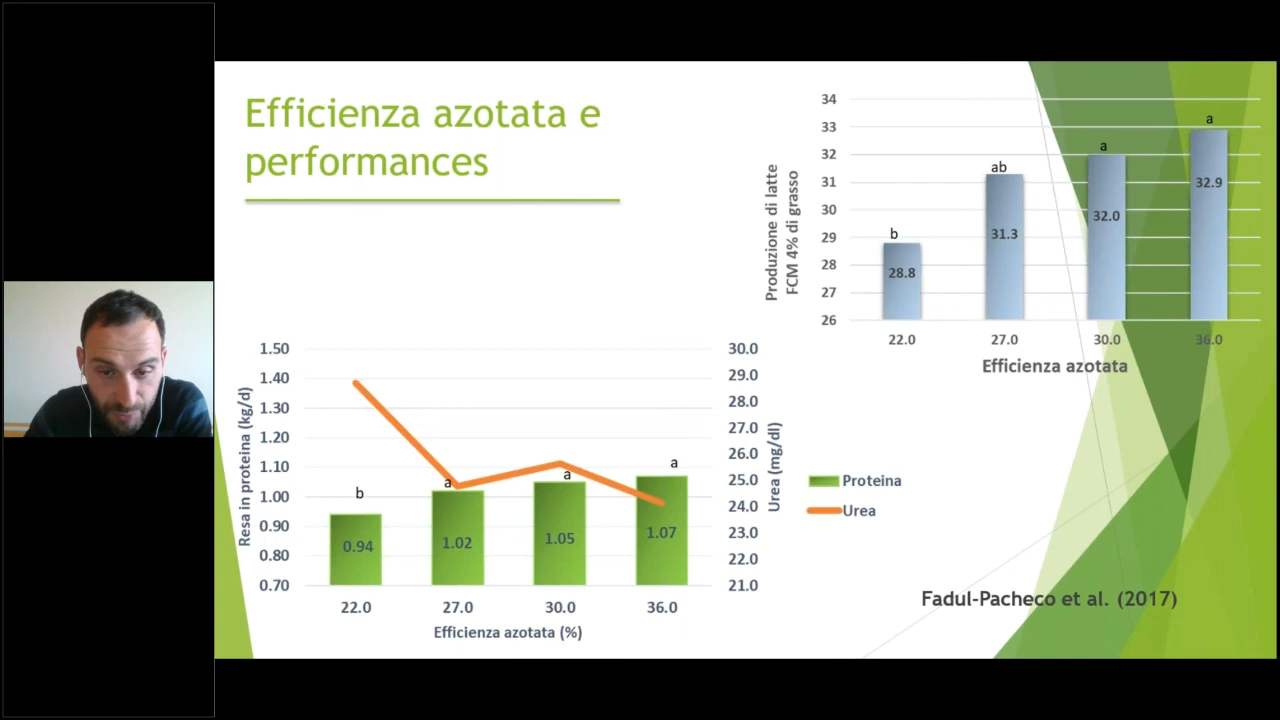 Efficienza azotata e
performances
34
33
32
31
30
29
28
27
26
Produzione di latte
FCM 4% di grasso
b
ab
a
a
28.8
31.3
32.0
32.9
22.0
27.0
30.0
36.0
Efficienza azotata
1.50
1.40
1.30
1.20
1.10
1.00
0.90
0.80
0.70
Resa in proteina (kg/d)
b
a
a
a
0.94
1.02
1.05
1.07
22.0
27.0
30.0
36.0
Efficienza azotata (%)
30.0
29.0
28.0
27.0
26.0
25.0
24.0
23.0
22.0
21.0
Urea (mg/dl)
Proteina
Urea
Fadul-Pacheco et al. (2017)